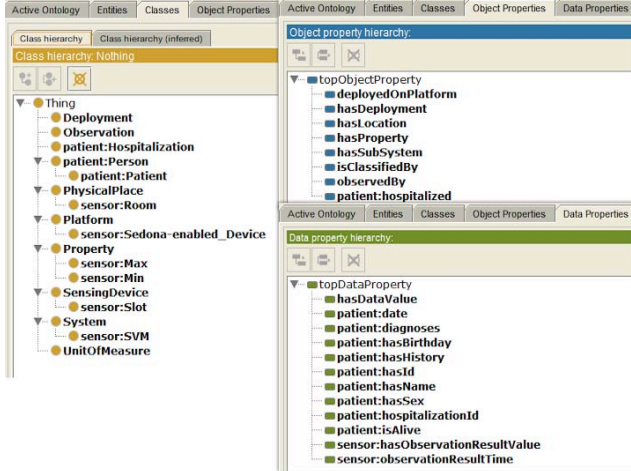 Active Ontology Entities Classes Object Properties
Class hierarchy Class hierarchy (inferred)
Class hierarchy: Nothing
Thing
Deployment
Observation
patient:Hospitalization
patient:Person
patient:Patient
PhysicalPlace
sensor:Room
Platform
sensor:Sedona-enabled_Device
Property
sensor:Max
sensor:Min
SensingDevice
sensor:Slot
System
sensor:SVM
UnitOfMeasure
Active Ontology Entities Classes Object Properties Data Properties
Object property hierarchy:
topObjectProperty
deployedOnPlatform
hasDeployment
hasLocation
hasProperty
hasSubSystem
isClassifiedBy
observedBy
patient:hospitalized
Active Ontology Entities Classes Object Properties Data Properties
Data property hierarchy:
topDataProperty
hasDataValue
patient:date
patient:diagnoses
patient:hasBirthday
patient:hasHistory
patient:hasId
patient:hasName
patient:hasSex
patient:hospitalizationId
patient:isAlive
sensor:hasObservationResultValue
sensor:observationResultTime